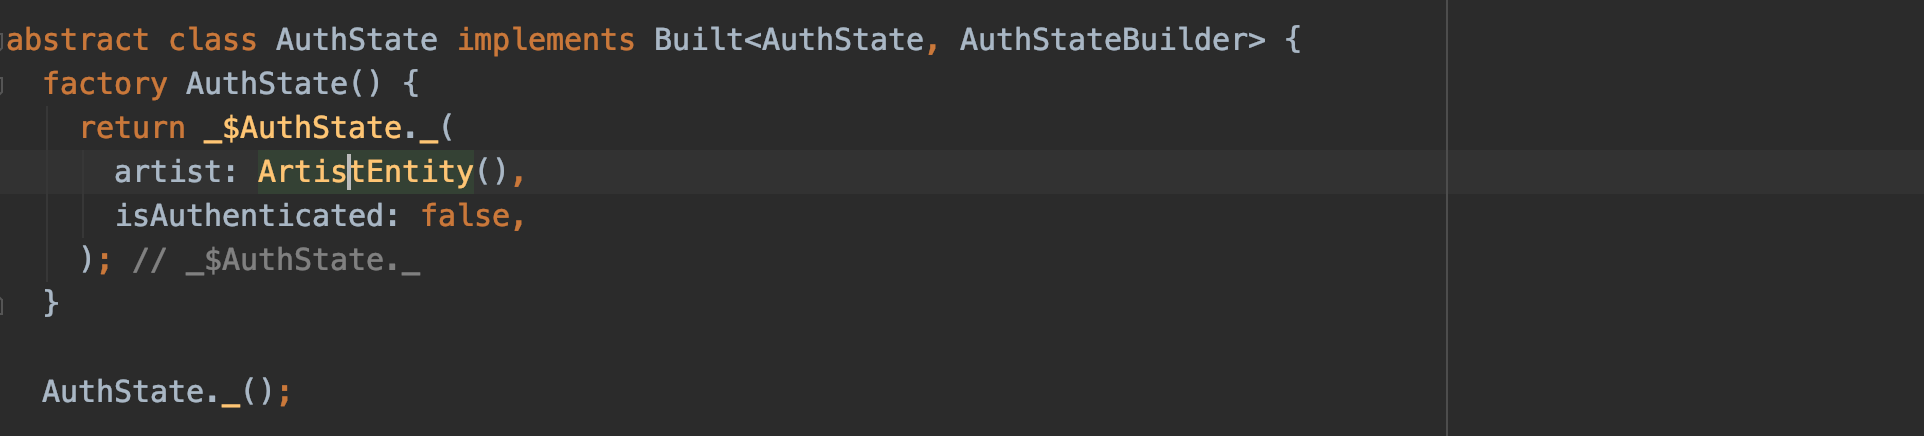 abstract class AuthState implements Built<AuthState, AuthStateBuilder> {
  factory AuthState() {
    return _$AuthState._(
      artist: ArtistEntity(),
      isAuthenticated: false,
    ); // _$AuthState._
  }

  AuthState._();